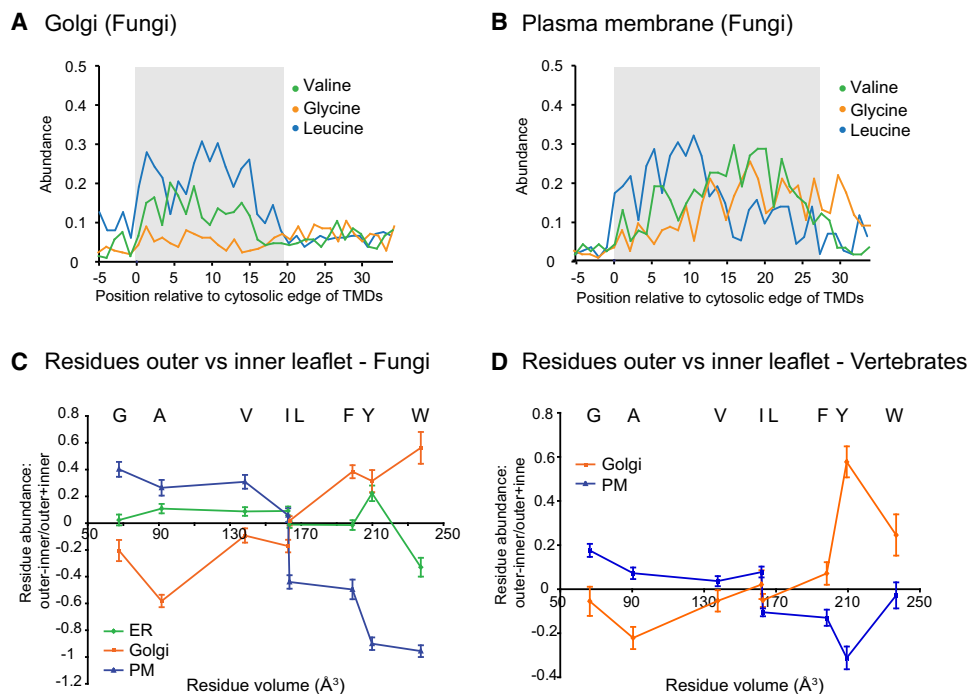 A Golgi (Fungi)
0.5
0.4
0.3
0.2
0.1
0
Abundance
Valine
Glycine
Leucine
-5 0 5 10 15 20 25 30
Position relative to cytosolic edge of TMDs
B Plasma membrane (Fungi)
0.5
0.4
0.3
0.2
0.1
0
Abundance
Valine
Glycine
Leucine
-5 0 5 10 15 20 25 30
Position relative to cytosolic edge of TMDs
C Residues outer vs inner leaflet - Fungi
G A V I L F Y W
0.8
0.6
0.4
0.2
0
-0.2
-0.4
-0.6
-0.8
-1
-1.2
Residue abundance:
outer-inner/outer+inner
50 90 130 170 210 250
ER
Golgi
PM
Residue volume (Å³)
D Residues outer vs inner leaflet - Vertebrates
G A V I L F Y W
0.8
0.6
0.4
0.2
0
-0.2
-0.4
Residue abundance:
outer-inner/outer+inne
Golgi
PM
50 90 130 170 210 250
Residue volume (Å³)